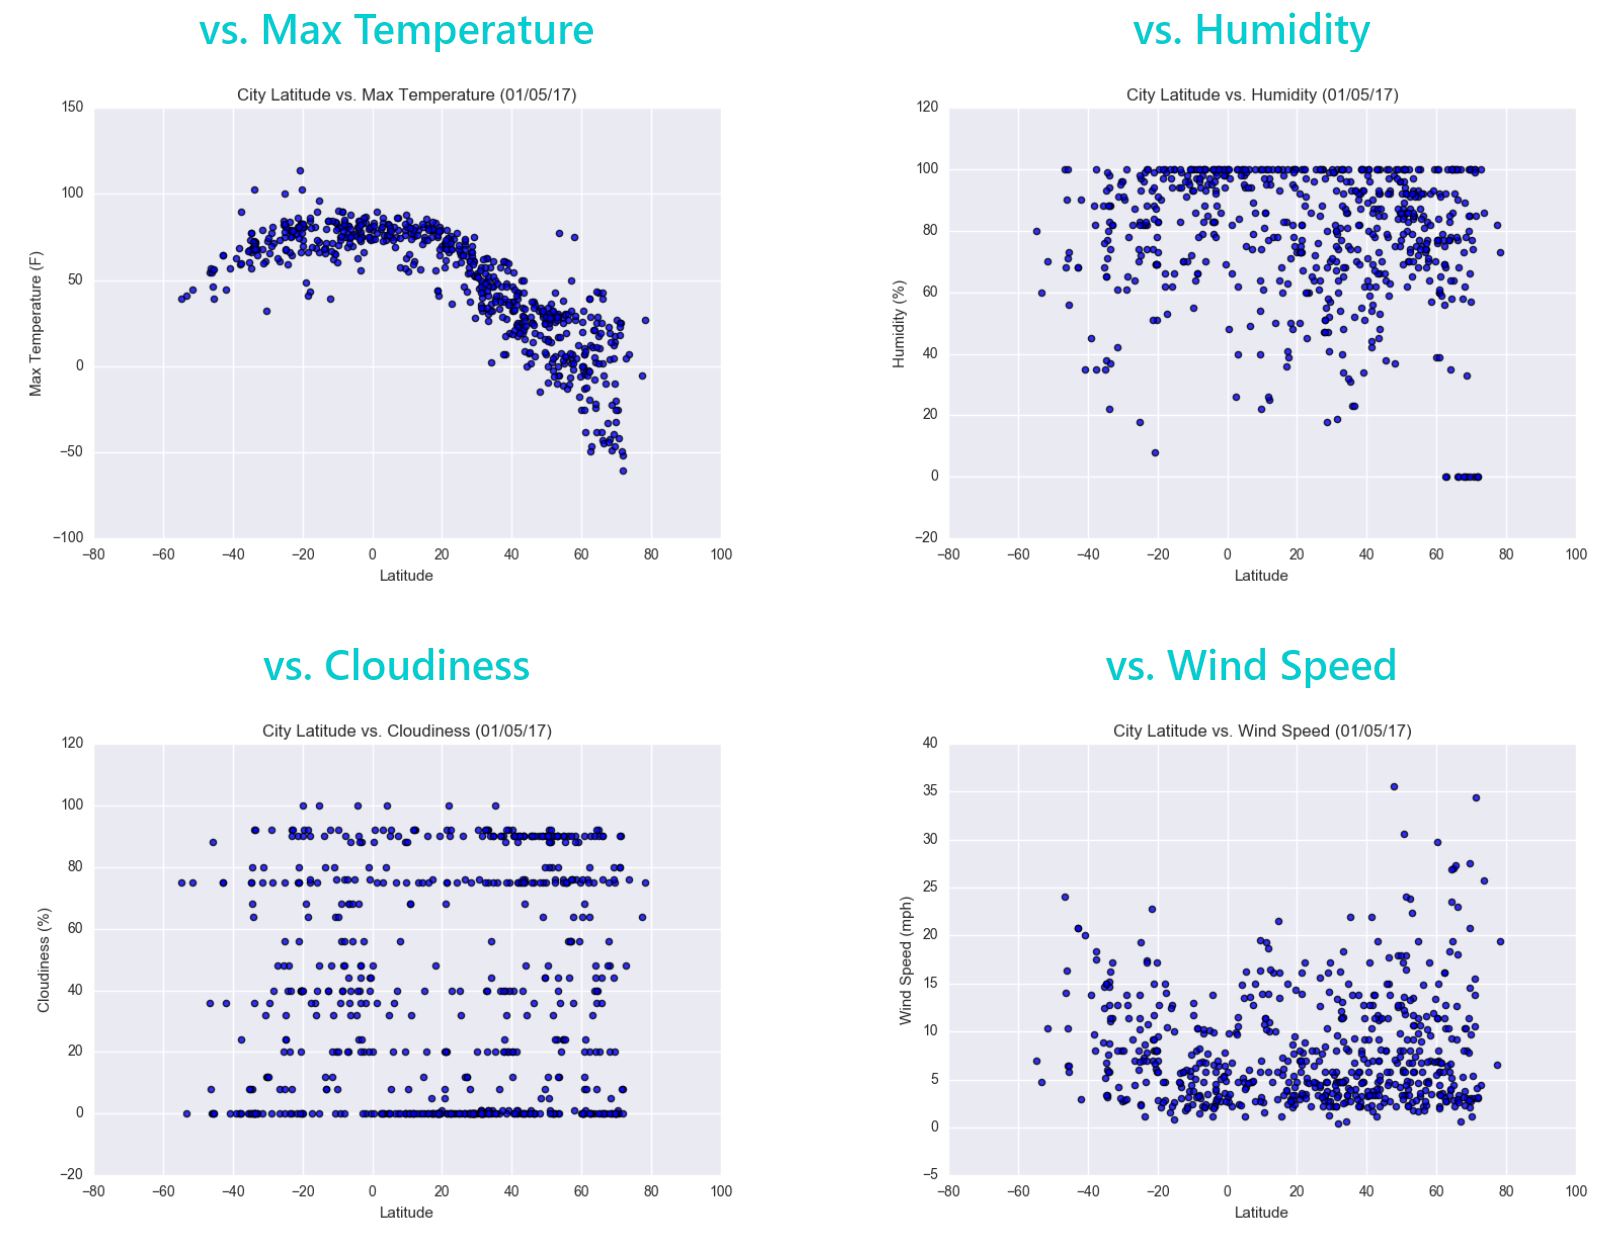 vs. Max Temperature
vs. Humidity
City Latitude vs. Max Temperature (01/05/17)
150
100
50
0
−50
−100
Max Temperature (F)
−80 −60 −40 −20 0 20 40 60 80 100
Latitude
City Latitude vs. Humidity (01/05/17)
120
100
80
60
40
20
0
−20
Humidity (%)
−80 −60 −40 −20 0 20 40 60 80 100
Latitude
vs. Cloudiness
vs. Wind Speed
City Latitude vs. Cloudiness (01/05/17)
120
100
80
60
40
20
0
−20
Cloudiness (%)
−80 −60 −40 −20 0 20 40 60 80 100
Latitude
City Latitude vs. Wind Speed (01/05/17)
40
35
30
25
20
15
10
5
0
−5
Wind Speed (mph)
−80 −60 −40 −20 0 20 40 60 80 100
Latitude